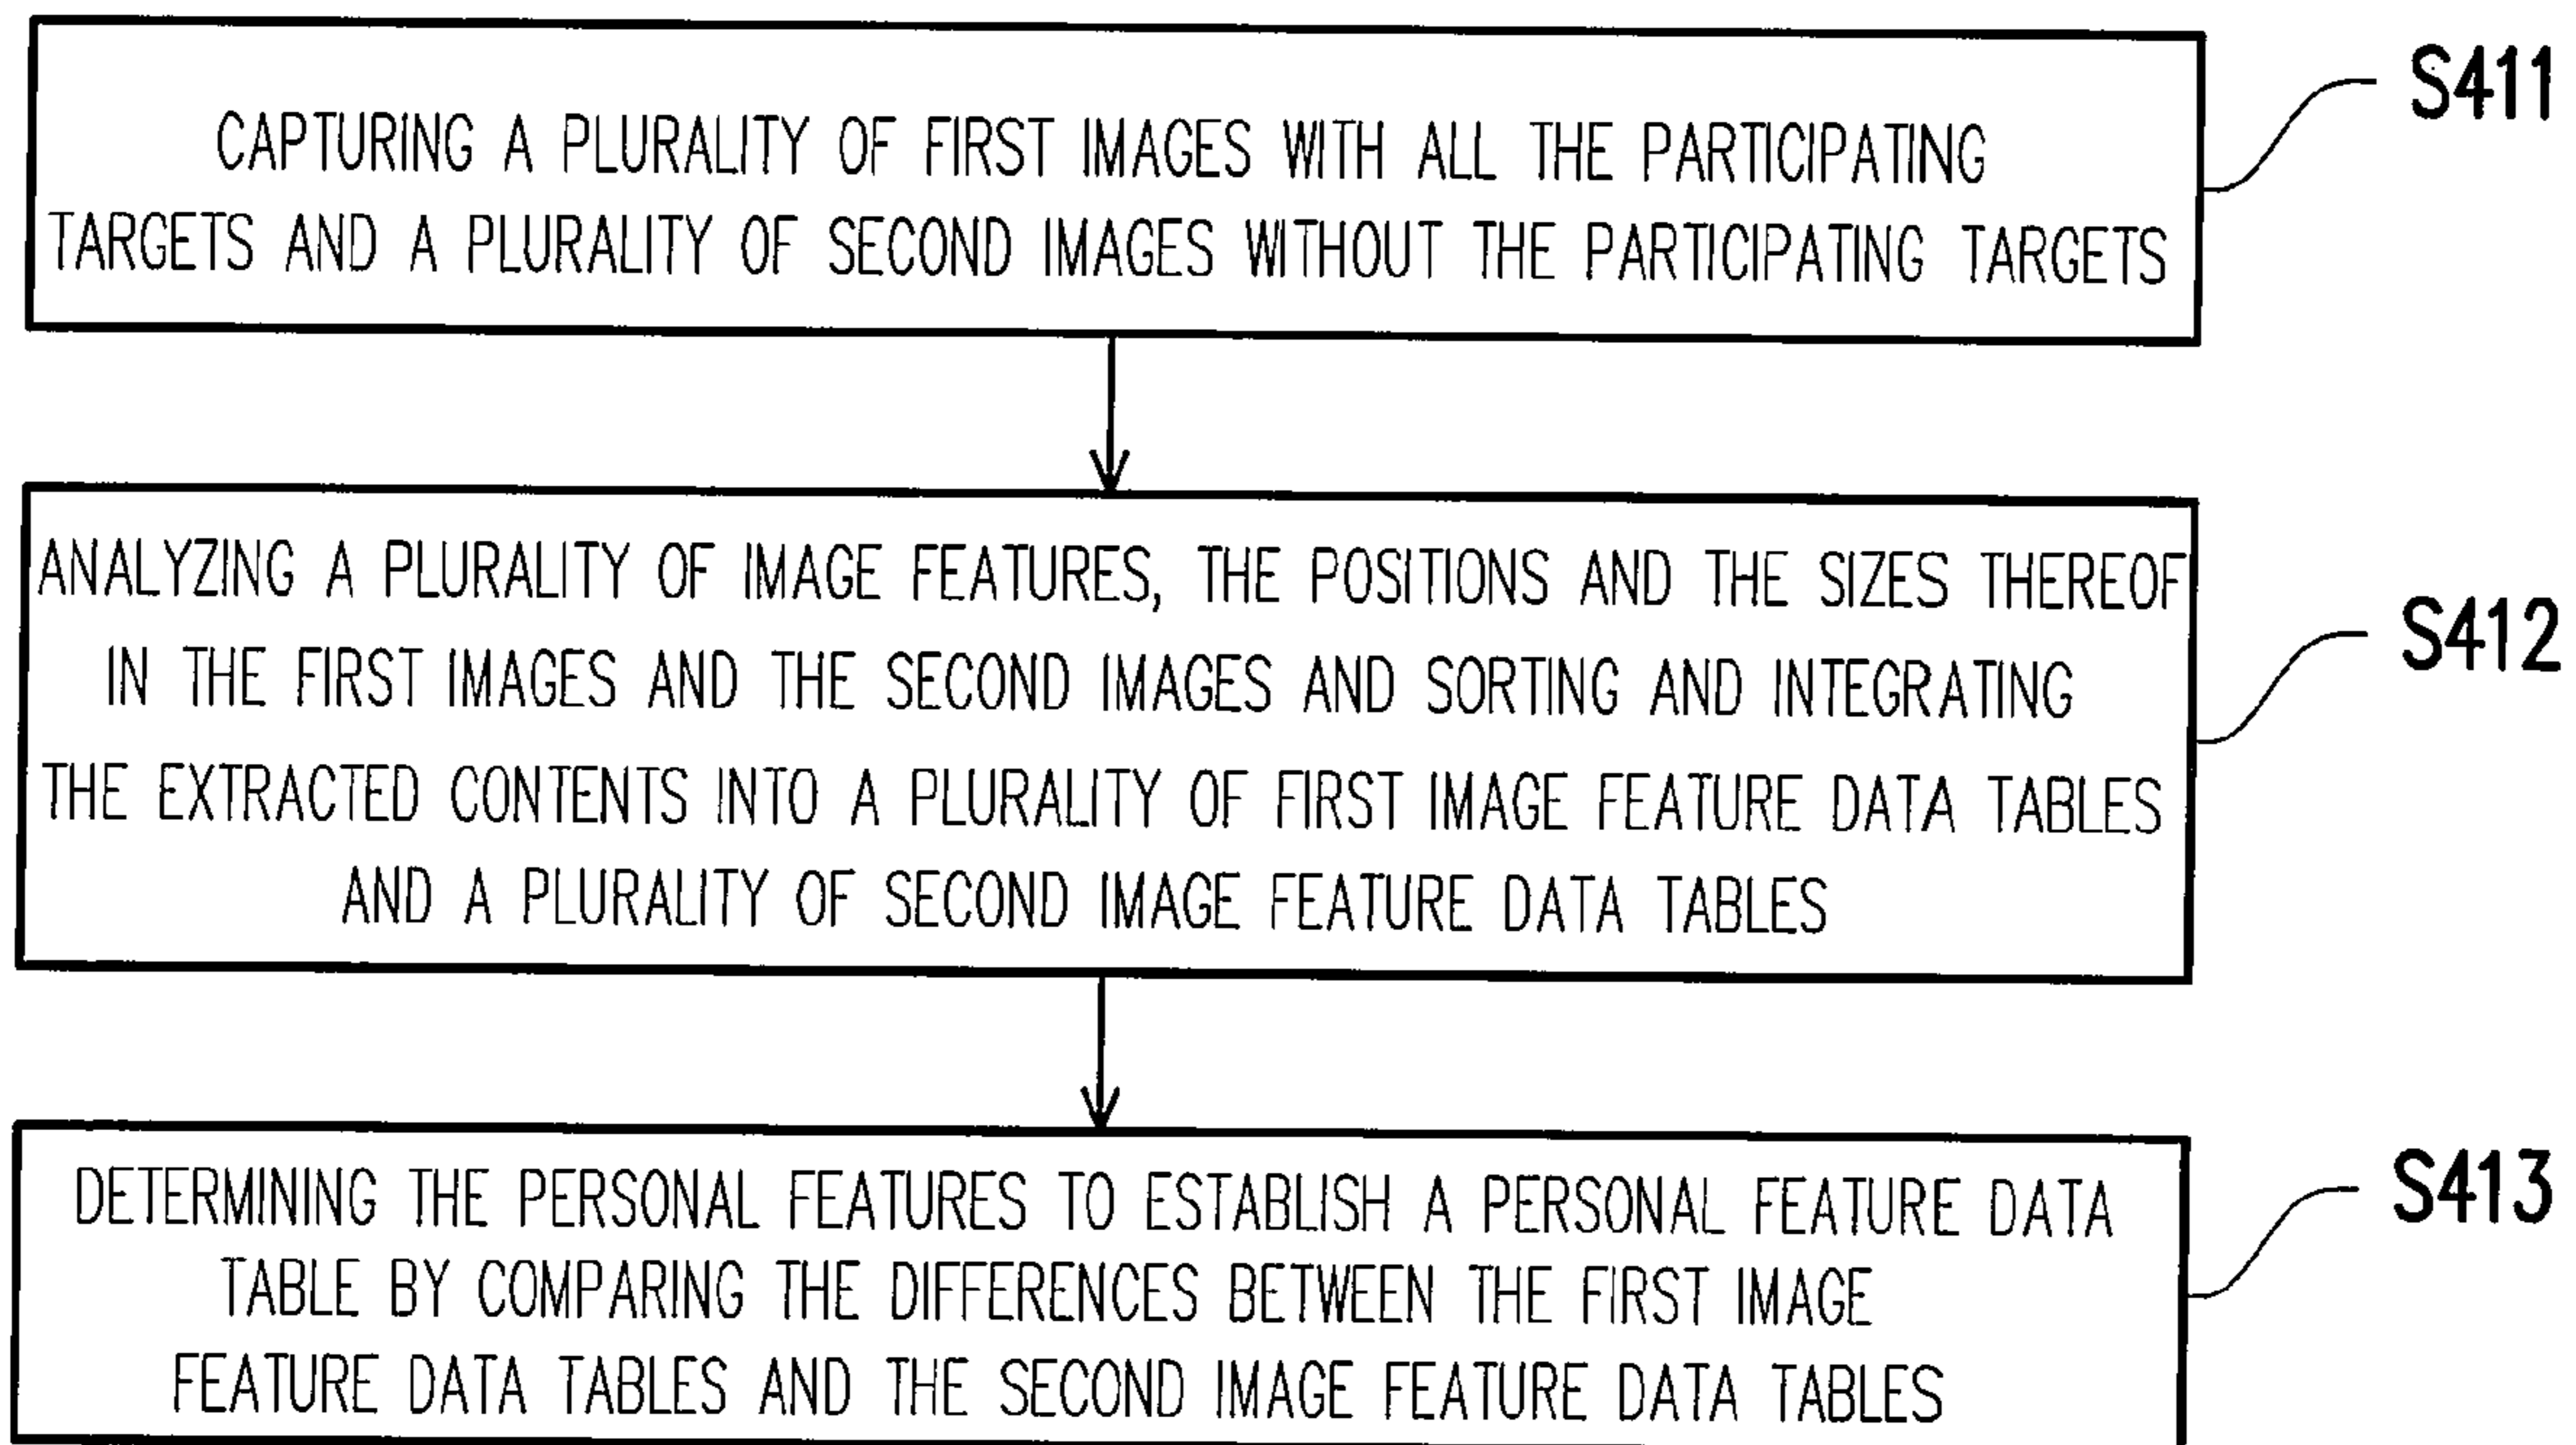 CAPTURING A PLURALITY OF FIRST IMAGES WITH ALL THE PARTICIPATING
TARGETS AND A PLURALITY OF SECOND IMAGES WITHOUT THE PARTICIPATING TARGETS
S411
ANALYZING A PLURALITY OF IMAGE FEATURES, THE POSITIONS AND THE SIZES THEREOF
IN THE FIRST IMAGES AND THE SECOND IMAGES AND SORTING AND INTEGRATING
THE EXTRACTED CONTENTS INTO A PLURALITY OF FIRST IMAGE FEATURE DATA TABLES
AND A PLURALITY OF SECOND IMAGE FEATURE DATA TABLES
S412
DETERMINING THE PERSONAL FEATURES TO ESTABLISH A PERSONAL FEATURE DATA
TABLE BY COMPARING THE DIFFERENCES BETWEEN THE FIRST IMAGE
FEATURE DATA TABLES AND THE SECOND IMAGE FEATURE DATA TABLES
S413